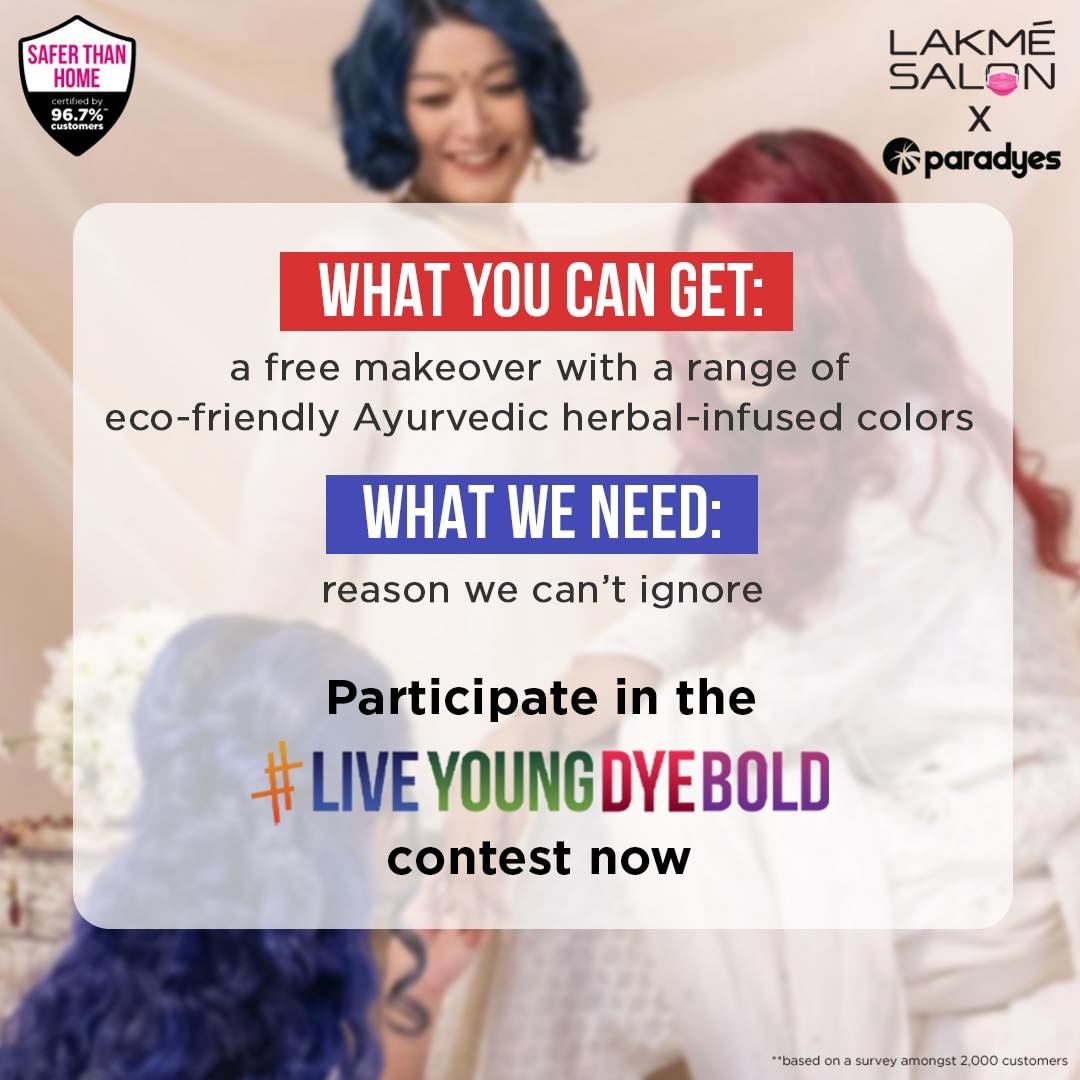 SAFER THAN
HOME
certified by
96.7%**
customers
LAKMÉ
SALON
X
paradyes
WHAT YOU CAN GET:
a free makeover with a range of
eco-friendly Ayurvedic herbal-infused colors
WHAT WE NEED:
reason we can't ignore
Participate in the
#LIVEYOUNGDYEBOLD
contest now
**based on a survey amongst 2,000 customers